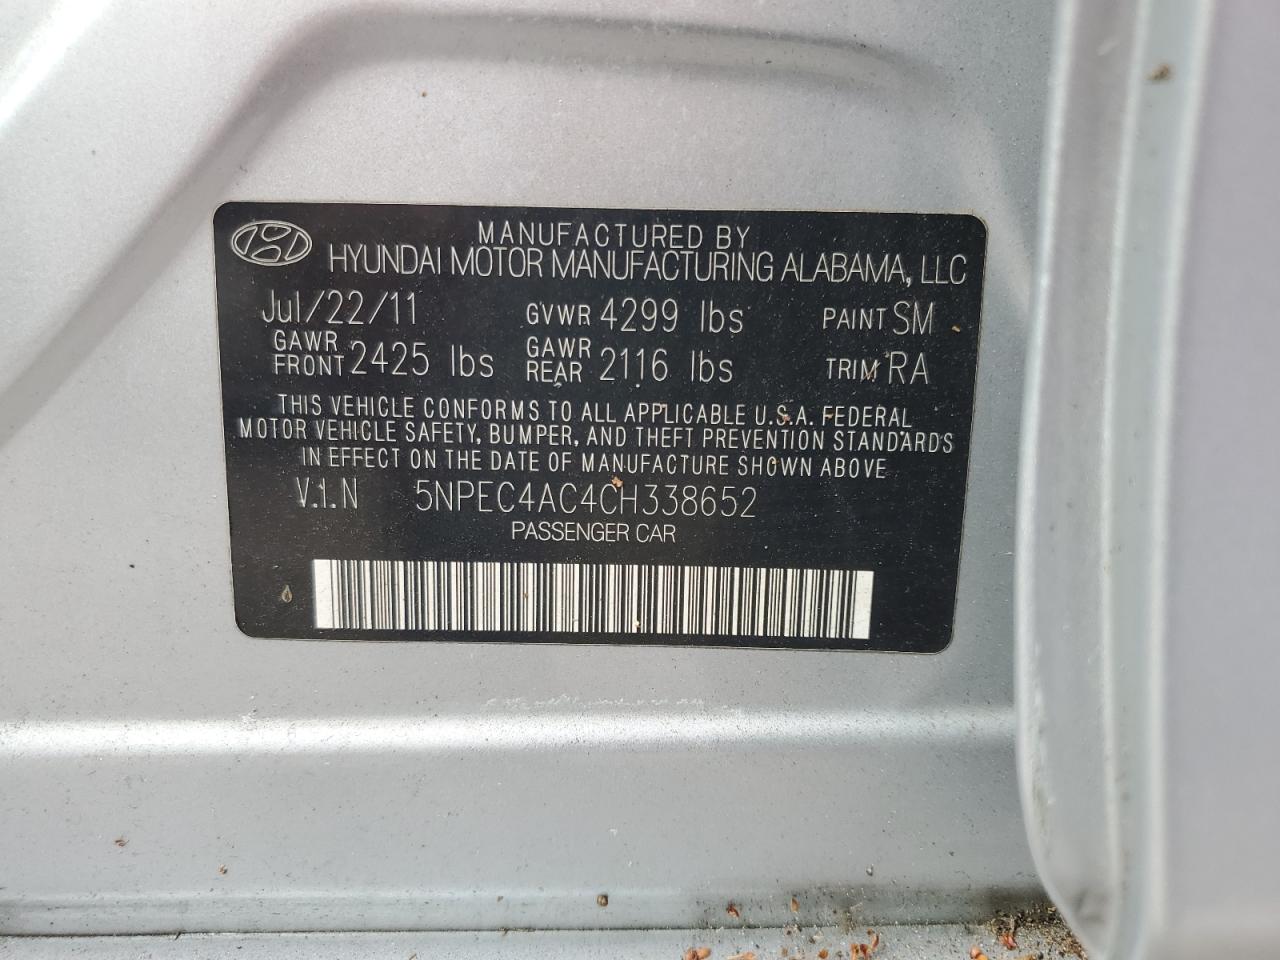 MANUFACTURED BY
HYUNDAI MOTOR MANUFACTURING ALABAMA, LLC
Jul/22/11 GVWR 4299 lbs PAINT SM
GAWR FRONT 2425 lbs GAWR REAR 2116 lbs TRIM RA
THIS VEHICLE CONFORMS TO ALL APPLICABLE U.S.A. FEDERAL
MOTOR VEHICLE SAFETY, BUMPER, AND THEFT PREVENTION STANDARDS
IN EFFECT ON THE DATE OF MANUFACTURE SHOWN ABOVE
V.I.N 5NPEC4AC4CH338652
PASSENGER CAR